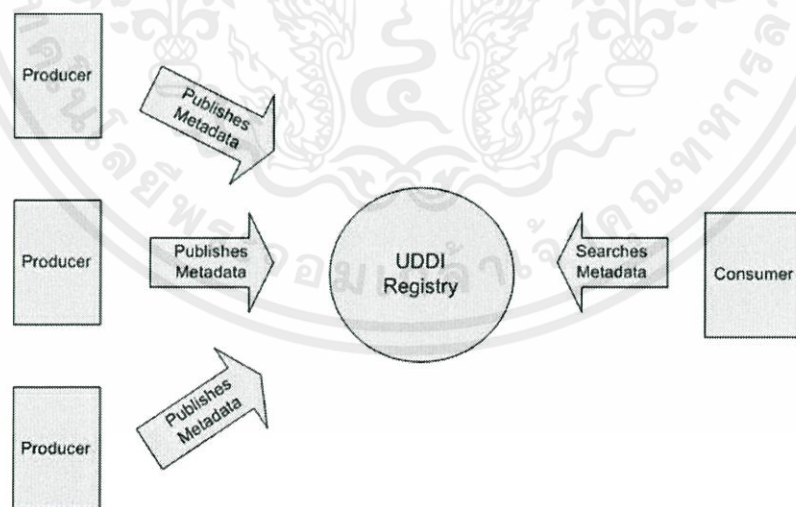 Producer
Publishes
Metadata
Producer
Publishes
Metadata
UDDI
Registry
Searches
Metadata
Consumer
Producer
Publishes
Metadata